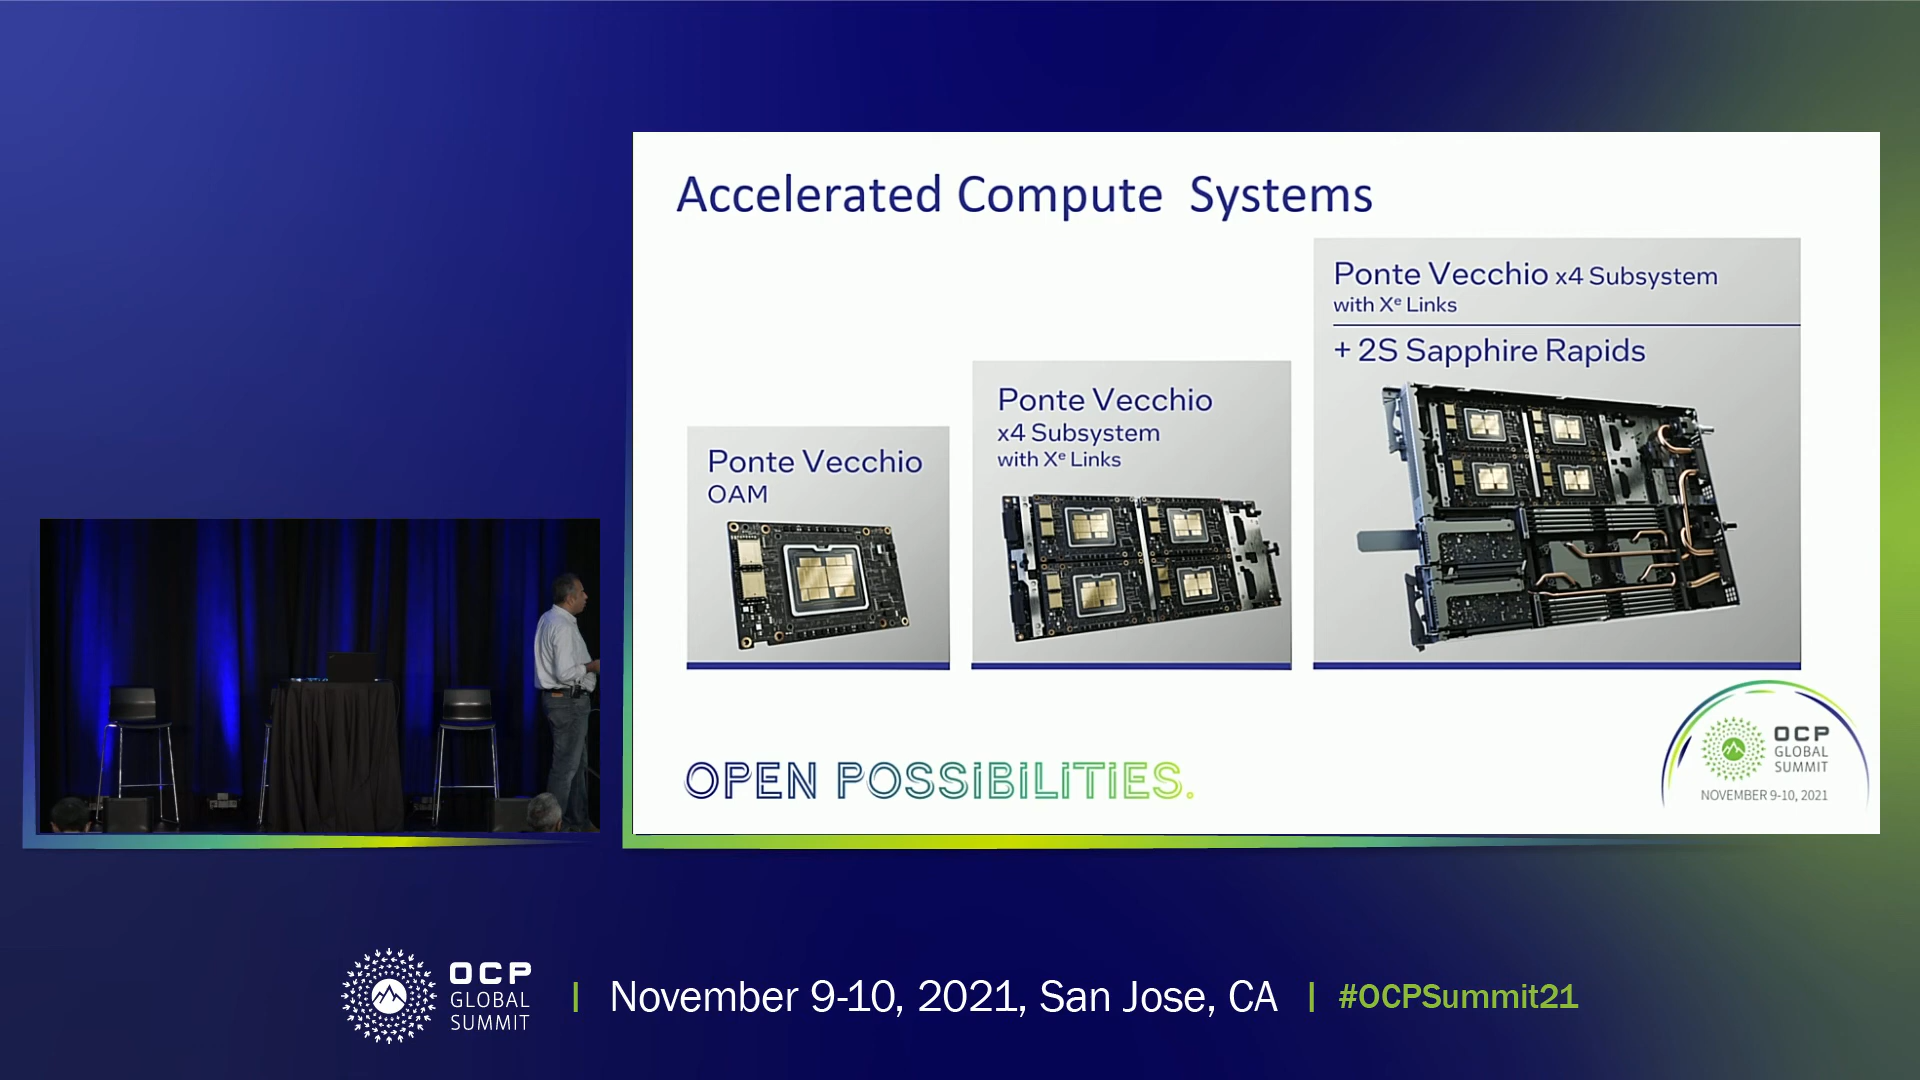 Accelerated Compute  Systems
Ponte Vecchio
OAM
Ponte Vecchio
x4 Subsystem
with Xᵉ Links
Ponte Vecchio x4 Subsystem
with Xᵉ Links
+ 2S Sapphire Rapids
OPEN POSSiBiLiTiES.
OCP
GLOBAL
SUMMIT
NOVEMBER 9-10, 2021
OCP
GLOBAL
SUMMIT
| November 9-10, 2021, San Jose, CA | #OCPSummit21